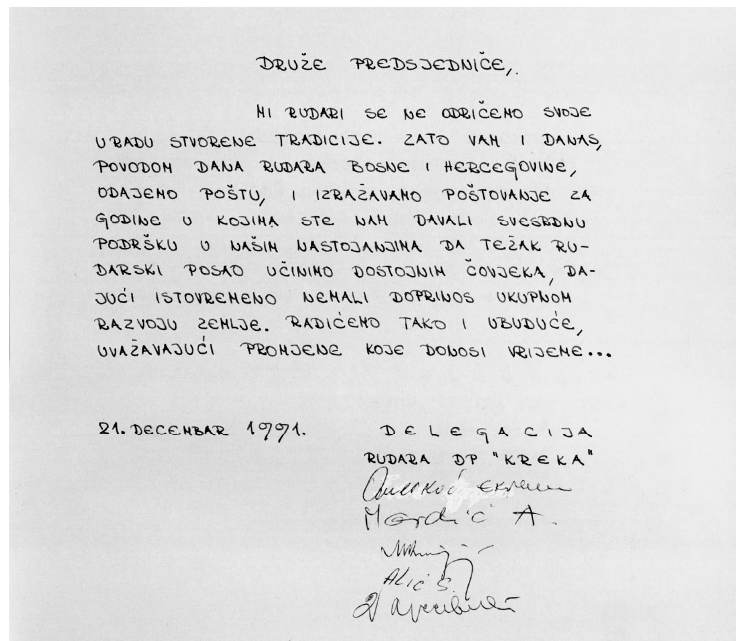 DRUŽE PREDSJEDNIČE,.
MI RUDARI SE NE ODRIČEMO SVOJE
U RADU STVORENE TRADICIJE. ZATO VAM I DANAS,
POVODOM DANA RUDARA BOSNE I HERCEGOVINE,
ODAJEMO POŠTU, I IZRAŽAVAMO POŠTOVANJE ZA
GODINE U KOJIMA STE NAM DAVALI SVESRDNU
PODRŠKU U NAŠIM NASTOJANJIMA DA TEŽAK RU-
DARSKI POSAO UČINIMO DOSTOJNIM ČOVJEKA, DA-
JUĆI ISTOVREMENO NEMALI DOPRINOS UKUPNOM
RAZVOJU ZEMLJE. RADIĆEMO TAKO I UBUDUĆE,
UVAŽAVAJUĆI PROMJENE KOJE DONOSI VRIJEME...
21. DECEMBAR 1991.
DELEGACIJA
RUDARA DP "KREKA"
Mordić A.
Alić S.